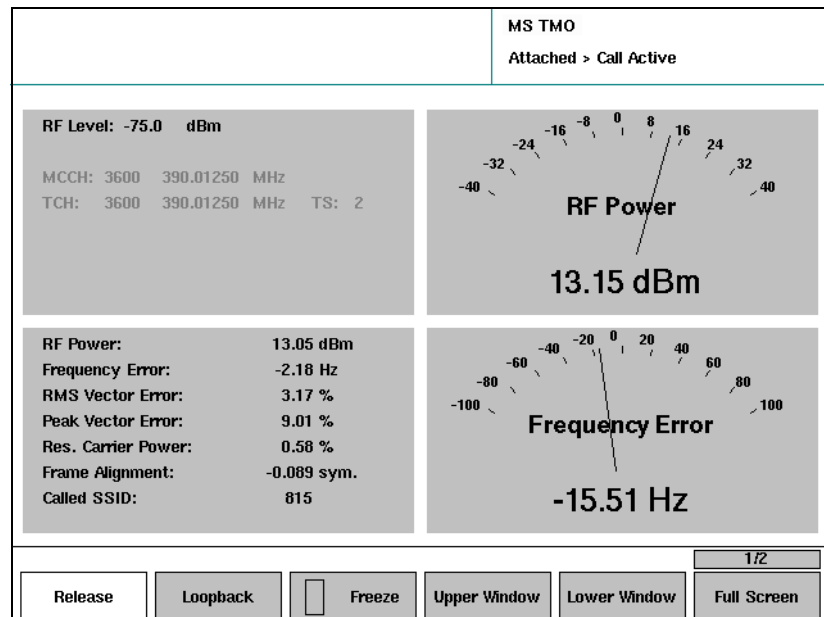 MS TMO
Attached > Call Active
RF Level: -75.0 dBm
MCCH: 3600 390.01250 MHz
TCH: 3600 390.01250 MHz TS: 2
-40 -32 -24 -16 -8 0 8 16 24 32 40
RF Power
13.15 dBm
RF Power: 13.05 dBm
Frequency Error: -2.18 Hz
RMS Vector Error: 3.17 %
Peak Vector Error: 9.01 %
Res. Carrier Power: 0.58 %
Frame Alignment: -0.089 sym.
Called SSID: 815
-100 -80 -60 -40 -20 0 20 40 60 80 100
Frequency Error
-15.51 Hz
1/2
Release Loopback Freeze Upper Window Lower Window Full Screen